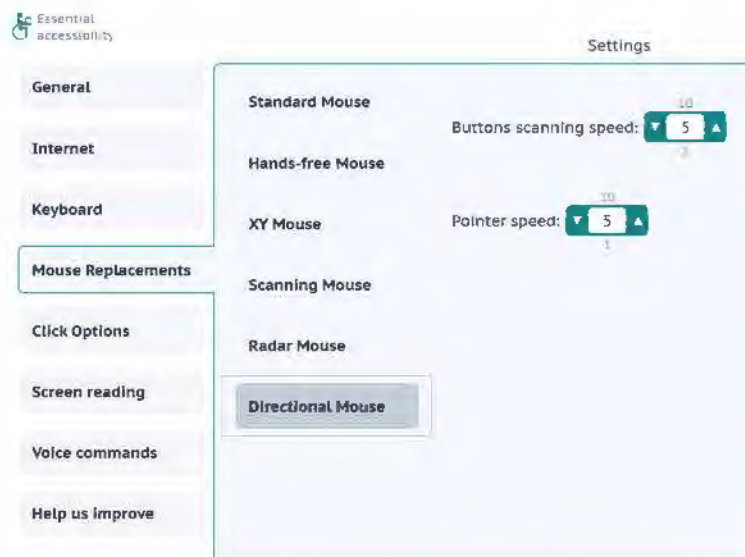 Essential
accessibility
Settings
General
Internet
Keyboard
Mouse Replacements
Click Options
Screen reading
Voice commands
Help us improve
Standard Mouse
Hands-free Mouse
XY Mouse
Scanning Mouse
Radar Mouse
Directional Mouse
10
Buttons scanning speed: ▼ 5 ▲
1
10
Pointer speed: ▼ 5 ▲
1